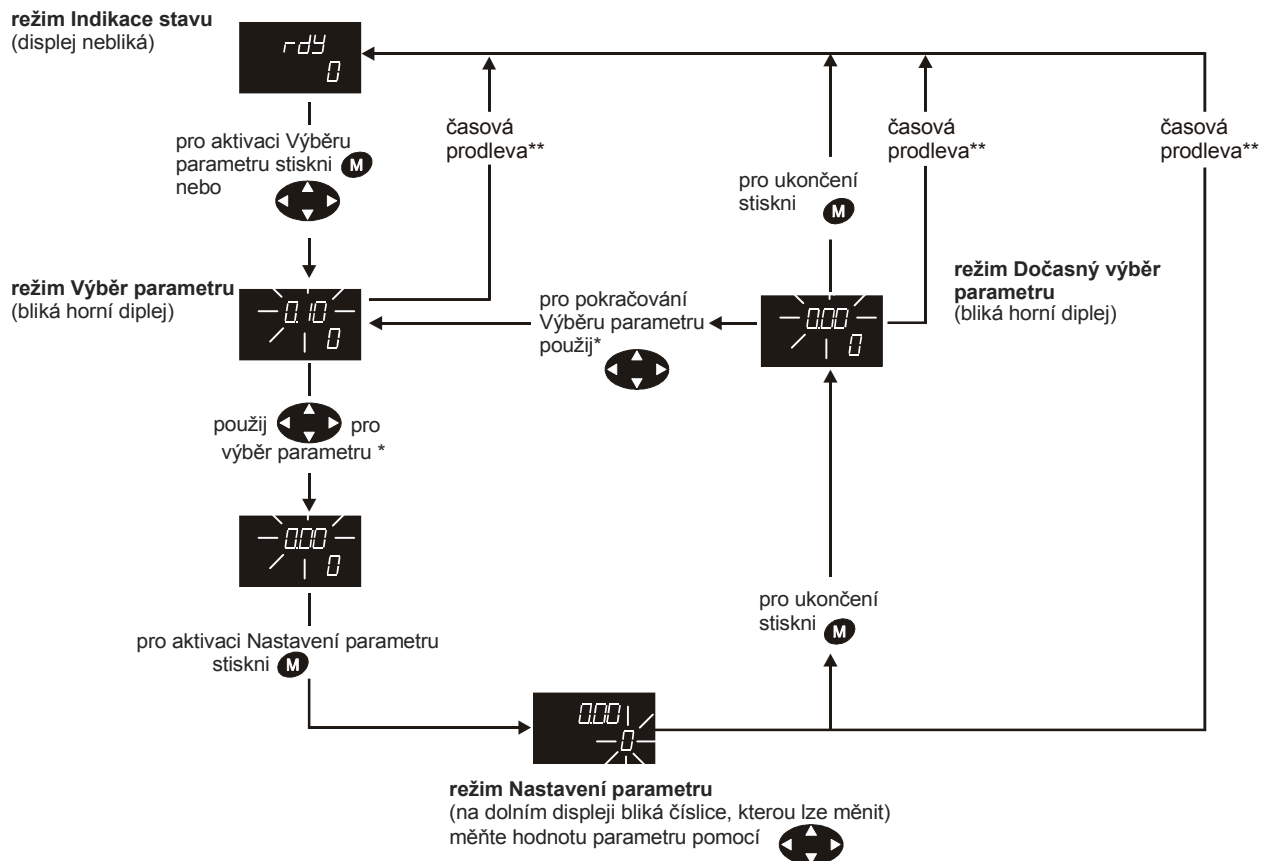 režim Indikace stavu
(displej nebliká)
rdy
0
pro aktivaci Výběru
parametru stiskni M
nebo
časová
prodleva**
pro ukončení
stiskni M
časová
prodleva**
časová
prodleva**
režim Výběr parametru
(bliká horní diplej)
0.10
0
pro pokračování
Výběru parametru
použij*
0.00
0
režim Dočasný výběr
parametru
(bliká horní diplej)
použij pro
výběr parametru *
0.00
0
pro aktivaci Nastavení parametru
stiskni M
pro ukončení
stiskni M
0.00
0
režim Nastavení parametru
(na dolním displeji bliká číslice, kterou lze měnit)
měňte hodnotu parametru pomocí